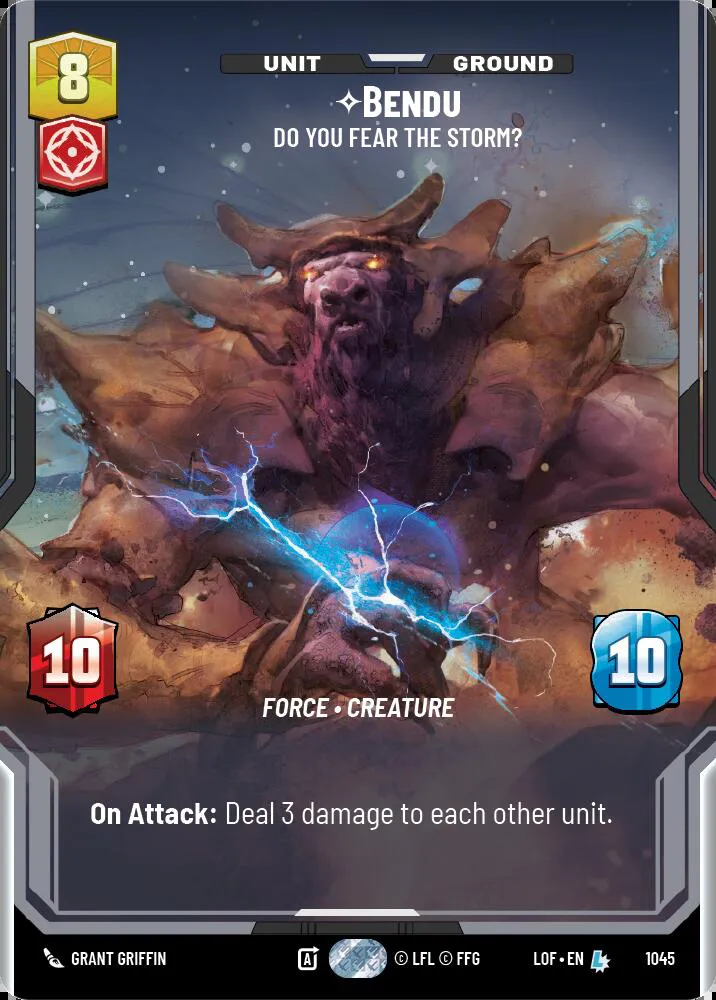 8
UNIT GROUND
BENDU
DO YOU FEAR THE STORM?
10
10
FORCE • CREATURE
On Attack: Deal 3 damage to each other unit.
GRANT GRIFFIN A © LFL © FFG LOF • EN L 1045